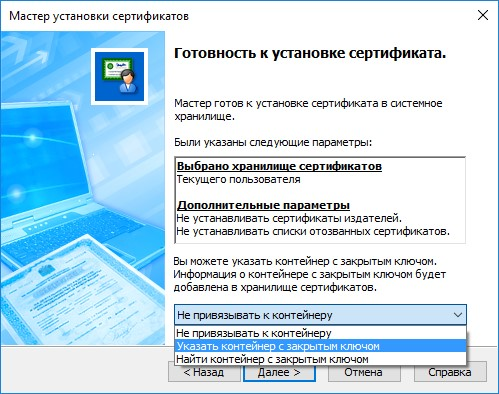 Мастер установки сертификатов
Готовность к установке сертификата.
Мастер готов к установке сертификата в системное
хранилище.
Были указаны следующие параметры:
Выбрано хранилище сертификатов
Текущего пользователя
Дополнительные параметры
Не устанавливать сертификаты издателей.
Не устанавливать списки отозванных сертификатов.
Вы можете указать контейнер с закрытым ключом.
Информация о контейнере с закрытым ключом будет
добавлена в хранилище сертификатов.
Не привязывать к контейнеру
Не привязывать к контейнеру
Указать контейнер с закрытым ключом
Найти контейнер с закрытым ключом
< Назад Далее > Отмена Справка